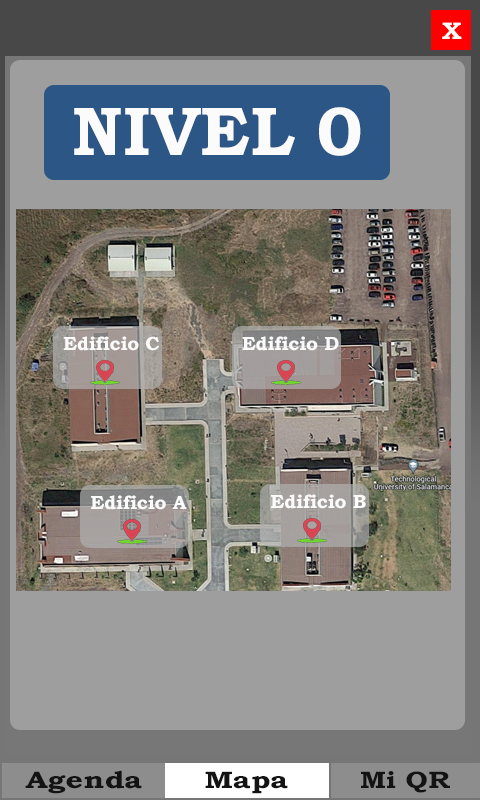 X
NIVEL 0
Edificio C
Edificio D
Technological
University of Salamanca
Edificio A
Edificio B
Agenda
Mapa
Mi QR